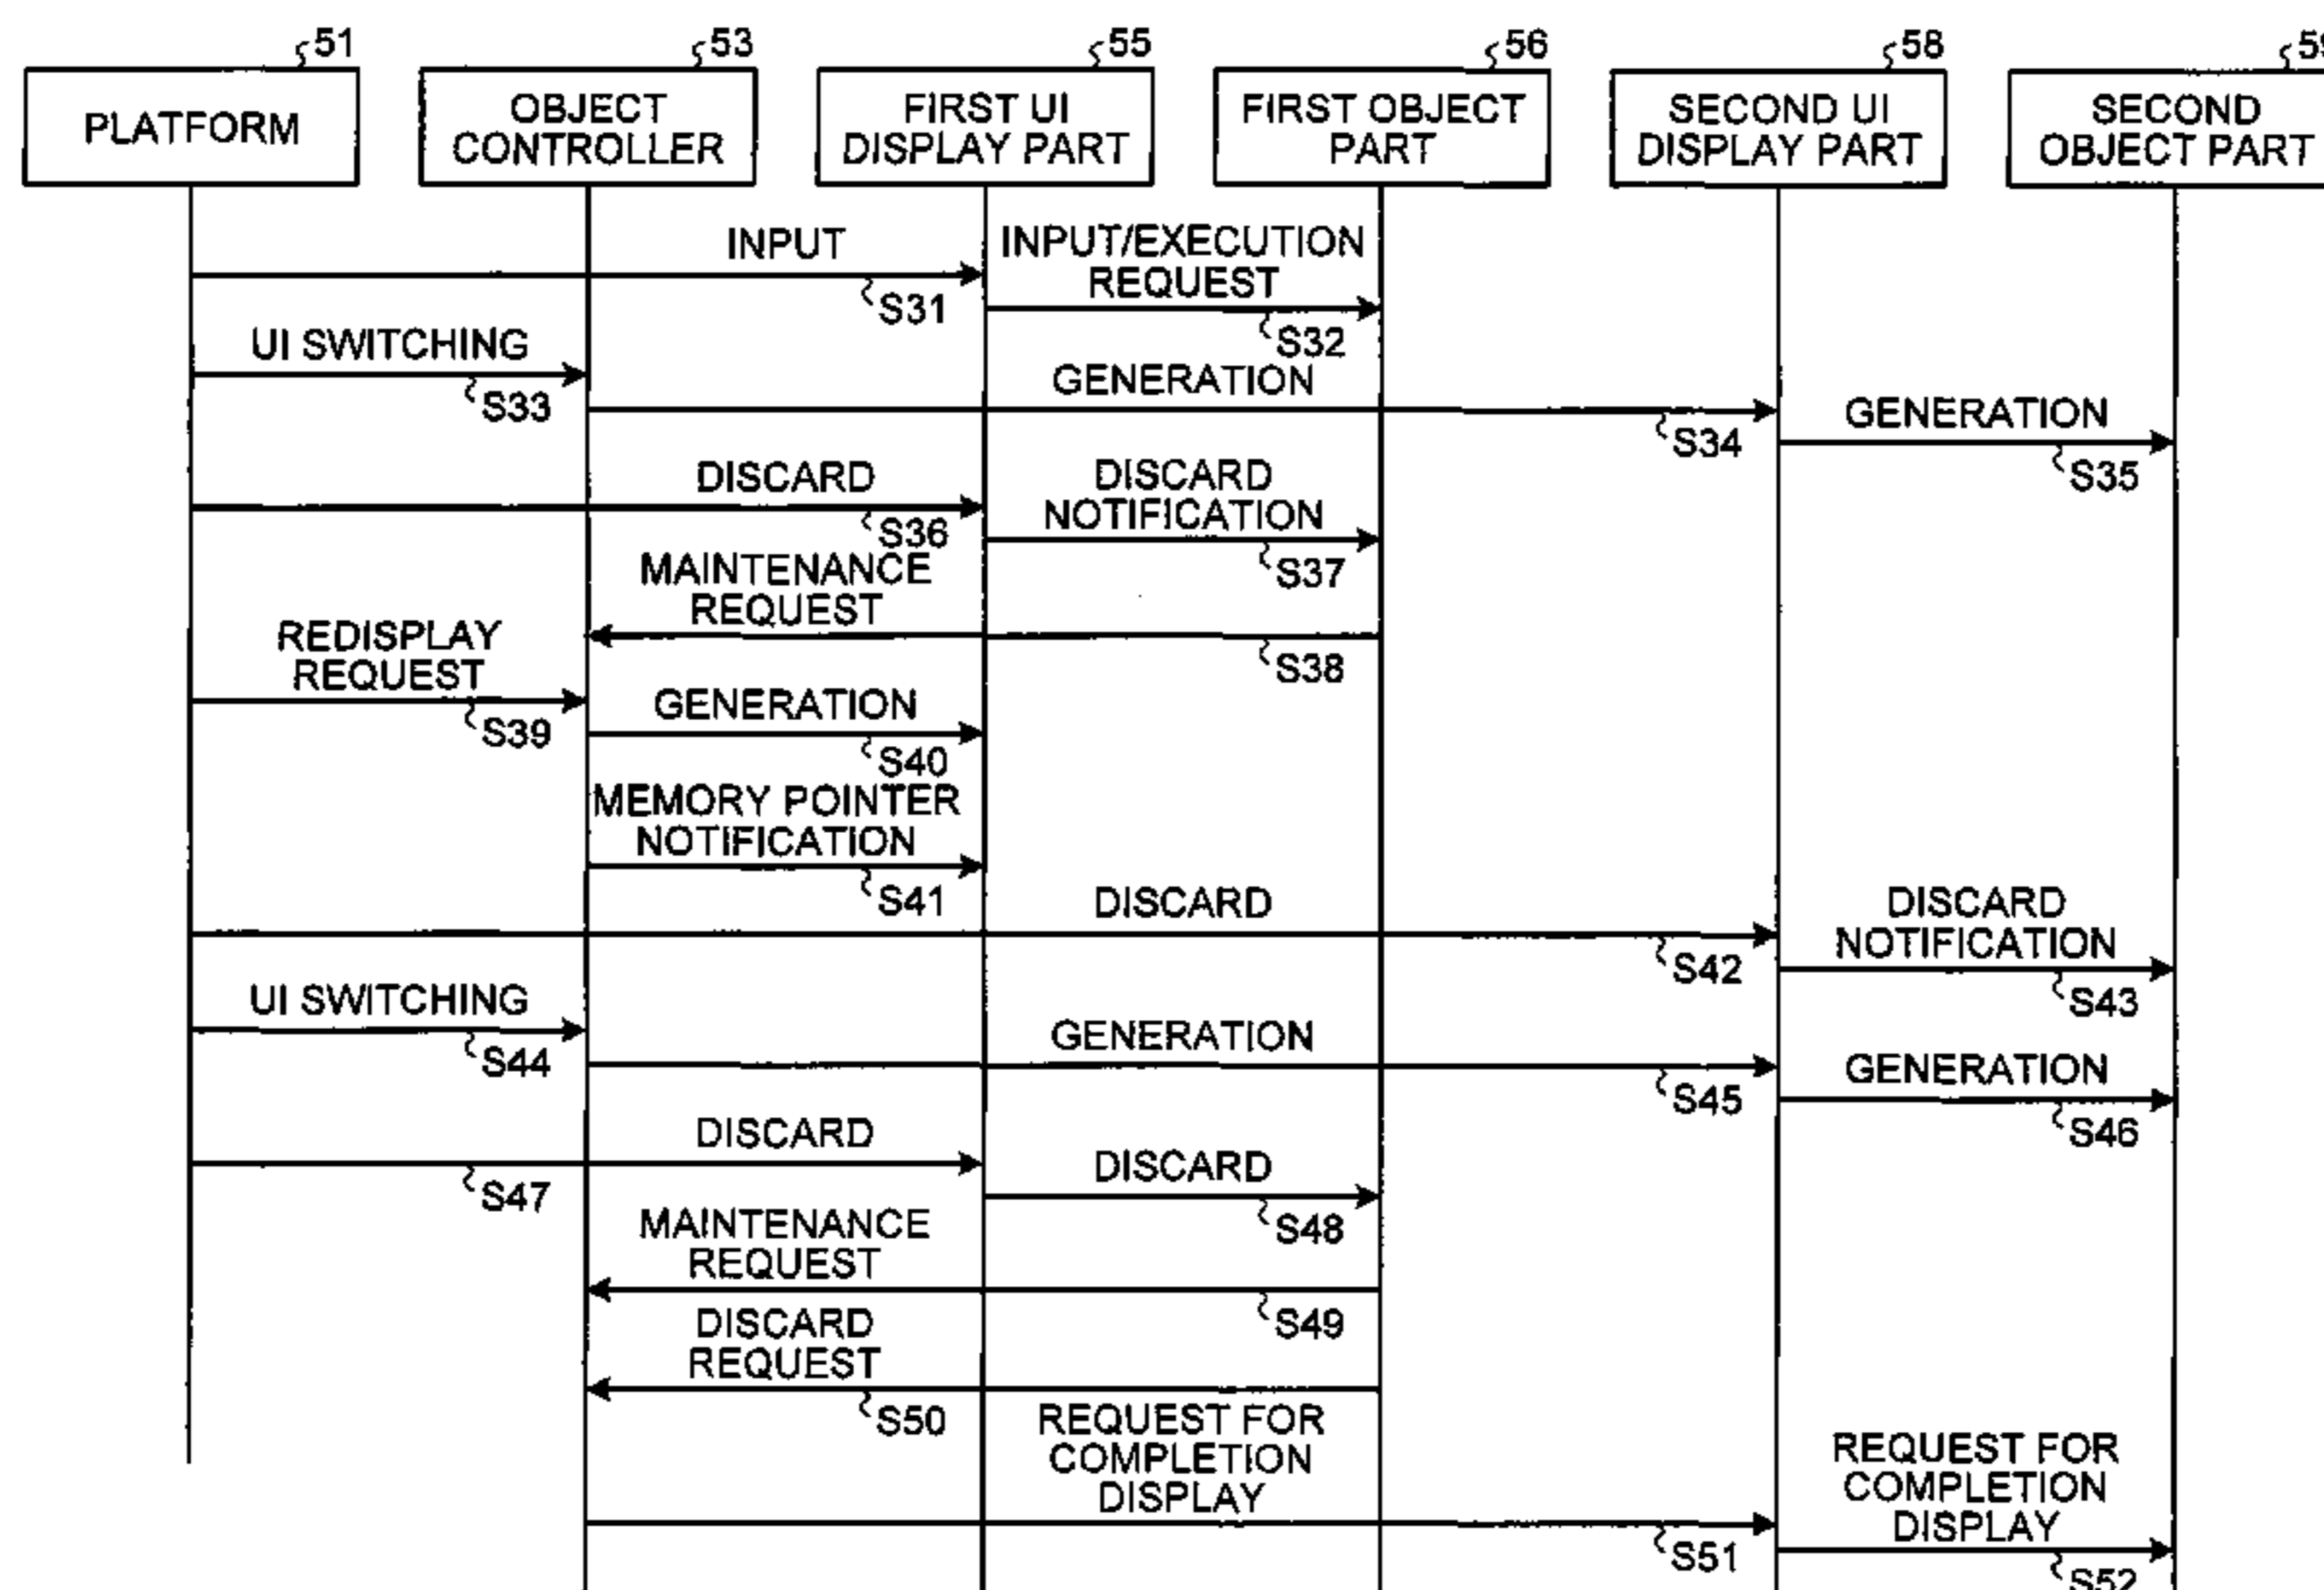 51
53
55
56
58
PLATFORM
OBJECT
CONTROLLER
FIRST UI
DISPLAY PART
FIRST OBJECT
PART
SECOND UI
DISPLAY PART
SECOND
OBJECT PART
INPUT
S31
INPUT/EXECUTION
REQUEST
S32
UI SWITCHING
S33
GENERATION
S34
GENERATION
S35
DISCARD
S36
DISCARD
NOTIFICATION
S37
MAINTENANCE
REQUEST
S38
REDISPLAY
REQUEST
S39
GENERATION
S40
MEMORY POINTER
NOTIFICATION
S41
DISCARD
S42
DISCARD
NOTIFICATION
S43
UI SWITCHING
S44
GENERATION
S45
GENERATION
S46
DISCARD
S47
DISCARD
S48
MAINTENANCE
REQUEST
S49
DISCARD
REQUEST
S50
REQUEST FOR
COMPLETION
DISPLAY
S51
REQUEST FOR
COMPLETION
DISPLAY
S52